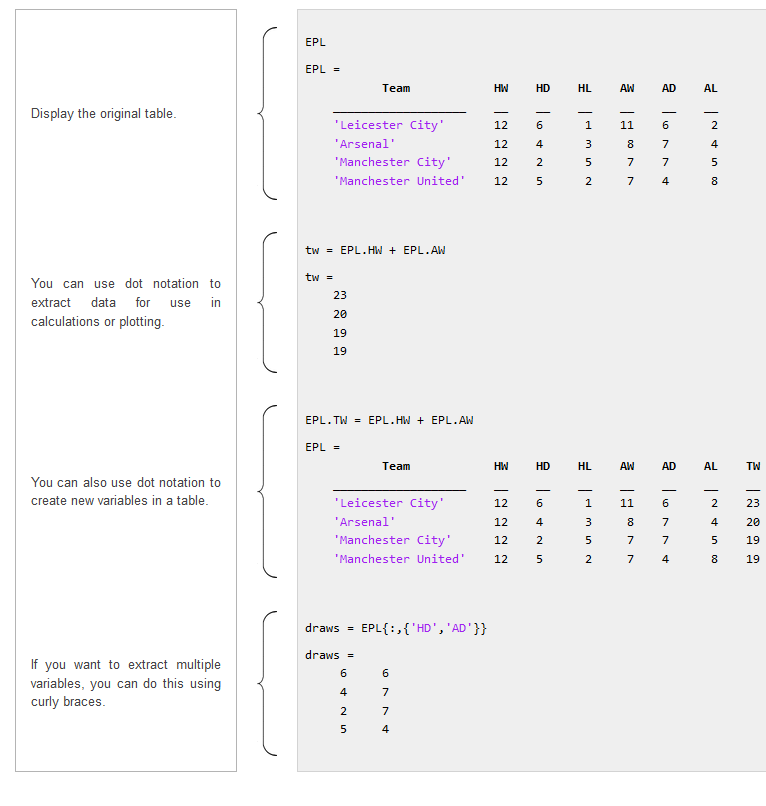 Display the original table.
EPL
EPL =
Team HW HD HL AW AD AL
'Leicester City' 12 6 1 11 6 2
'Arsenal' 12 4 3 8 7 4
'Manchester City' 12 2 5 7 7 5
'Manchester United' 12 5 2 7 4 8
You can use dot notation to
extract data for use in
calculations or plotting.
tw = EPL.HW + EPL.AW
tw =
23
20
19
19
You can also use dot notation to
create new variables in a table.
EPL.TW = EPL.HW + EPL.AW
EPL =
Team HW HD HL AW AD AL TW
'Leicester City' 12 6 1 11 6 2 23
'Arsenal' 12 4 3 8 7 4 20
'Manchester City' 12 2 5 7 7 5 19
'Manchester United' 12 5 2 7 4 8 19
If you want to extract multiple
variables, you can do this using
curly braces.
draws = EPL{:,{'HD','AD'}}
draws =
6 6
4 7
2 7
5 4